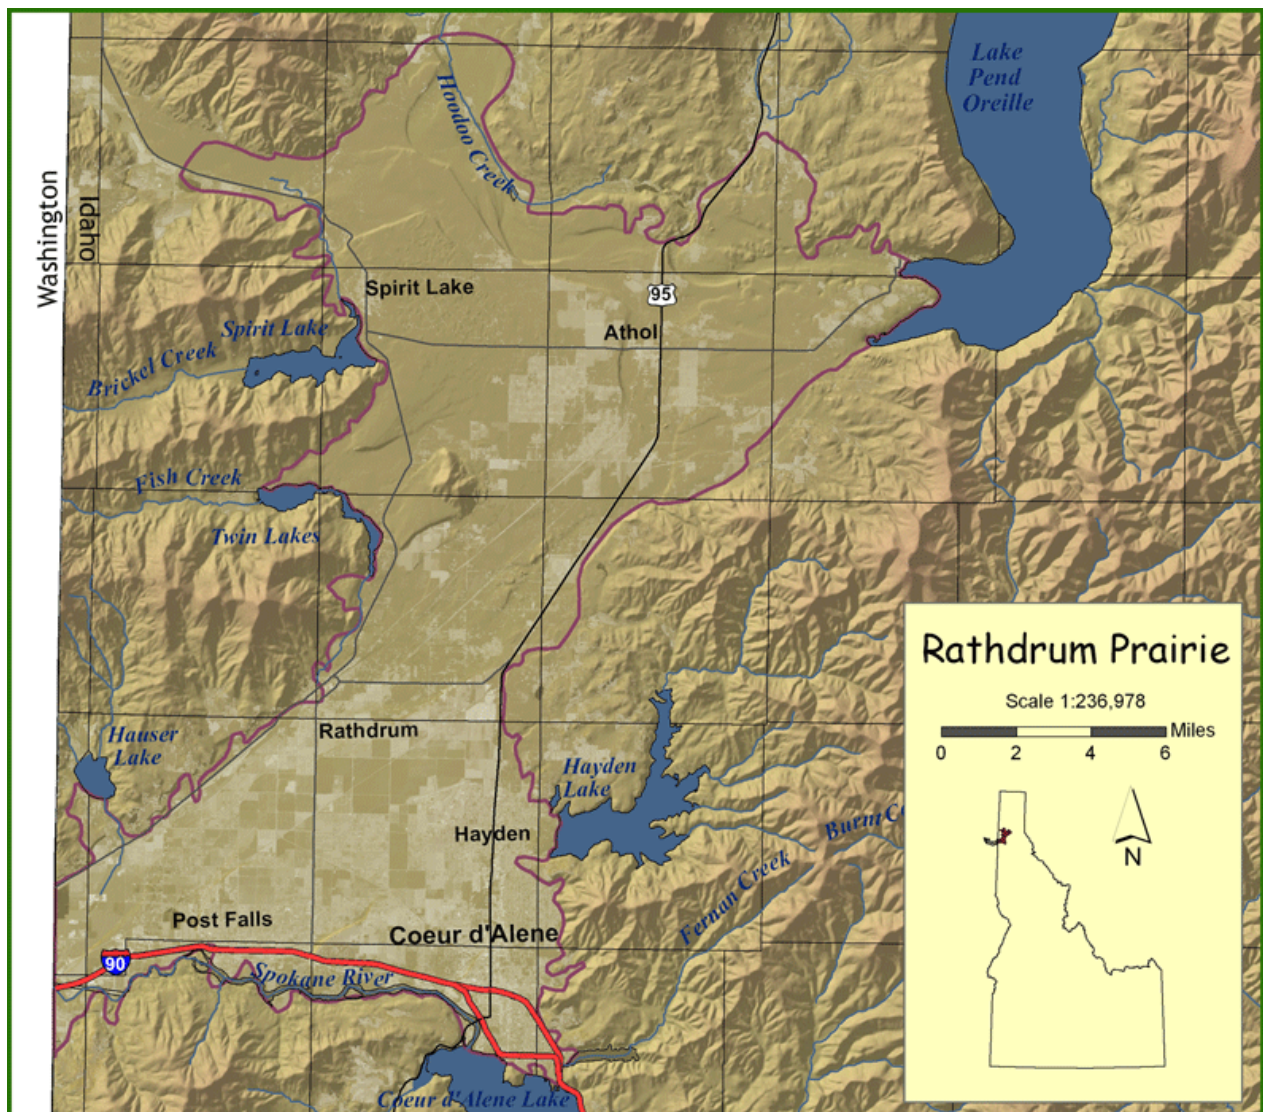 Lake
Pend
Oreille
Hoodoo Creek
Washington
Idaho
Spirit Lake
95
Spirit Lake
Athol
Brickel Creek
Fish Creek
Twin Lakes
Rathdrum Prairie
Scale 1:236,978
Miles
0 2 4 6
N
Hauser
Lake
Rathdrum
Hayden
Lake
Hayden
Fernan Creek
Post Falls
Coeur d'Alene
90
Spokane River
Coeur d'Alene Lake